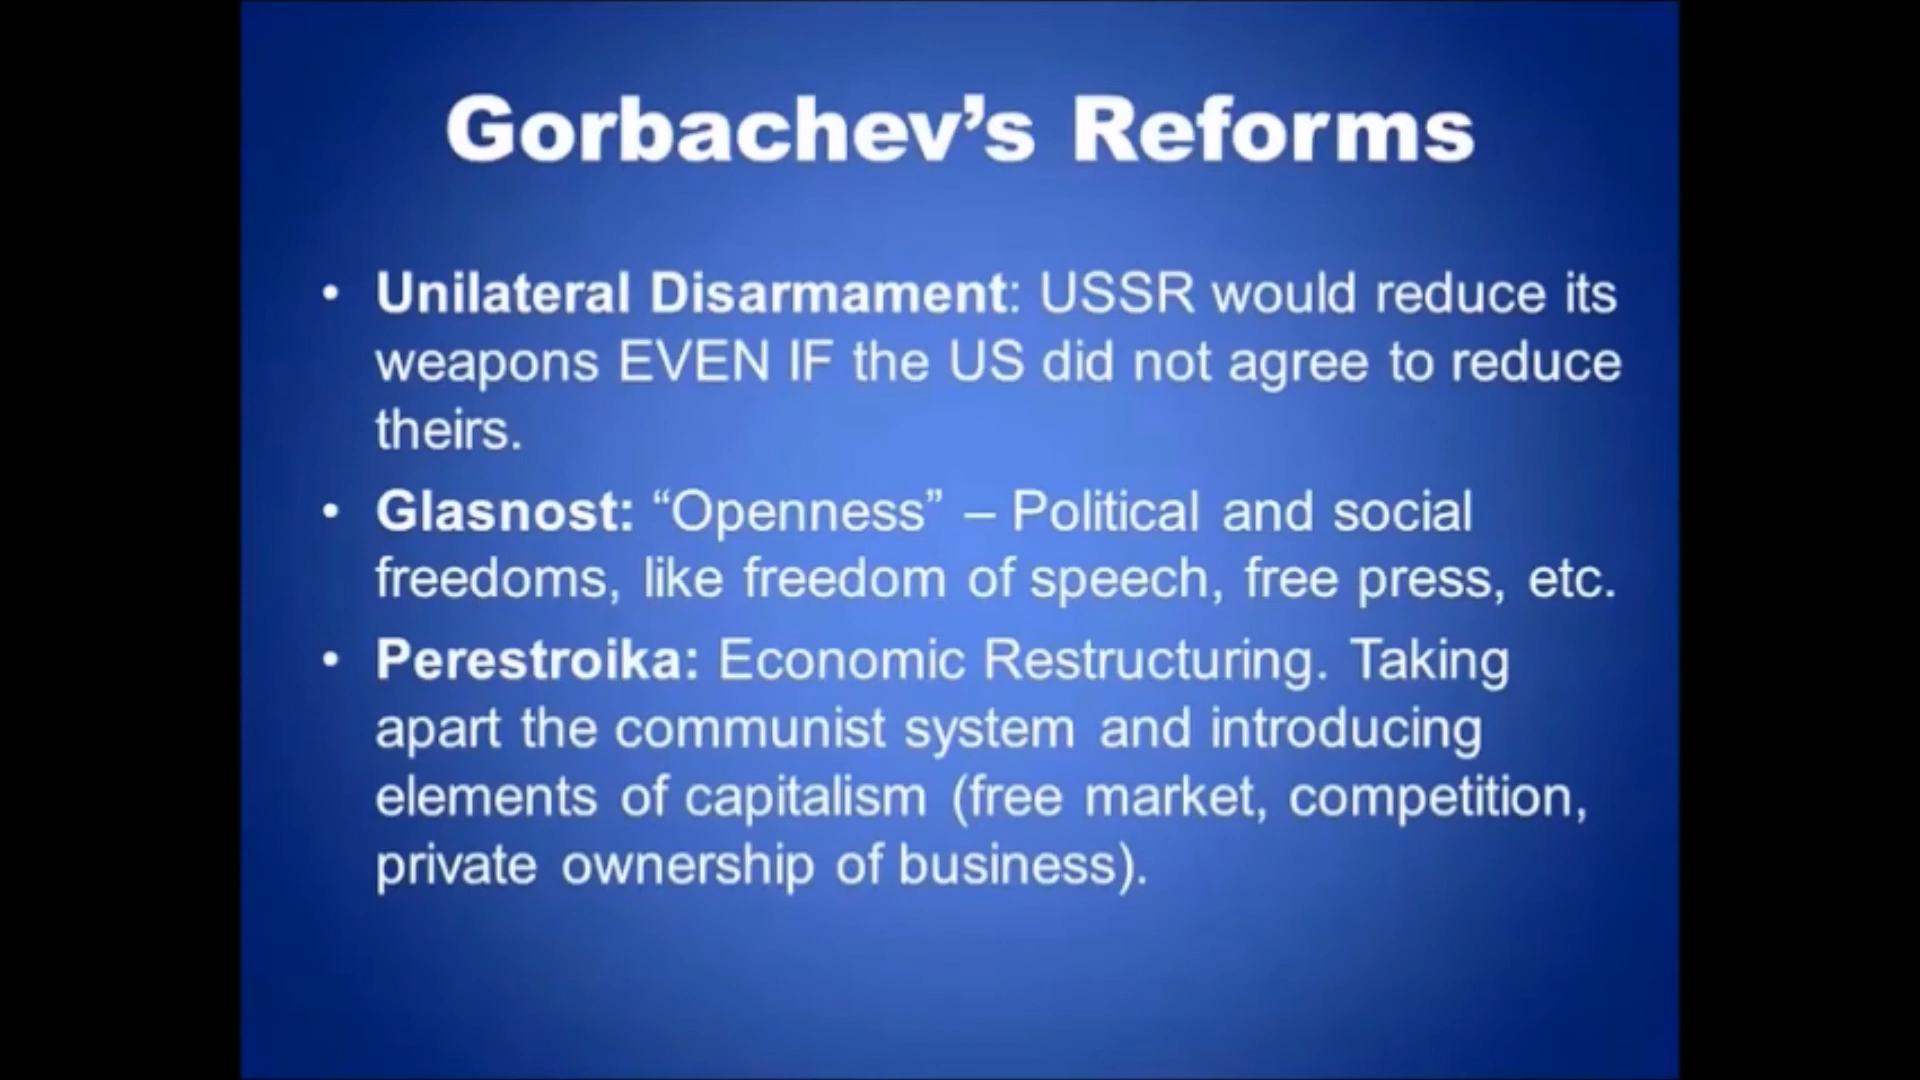 Gorbachev’s Reforms
• Unilateral Disarmament: USSR would reduce its
weapons EVEN IF the US did not agree to reduce
theirs.
• Glasnost: “Openness” – Political and social
freedoms, like freedom of speech, free press, etc.
• Perestroika: Economic Restructuring. Taking
apart the communist system and introducing
elements of capitalism (free market, competition,
private ownership of business).